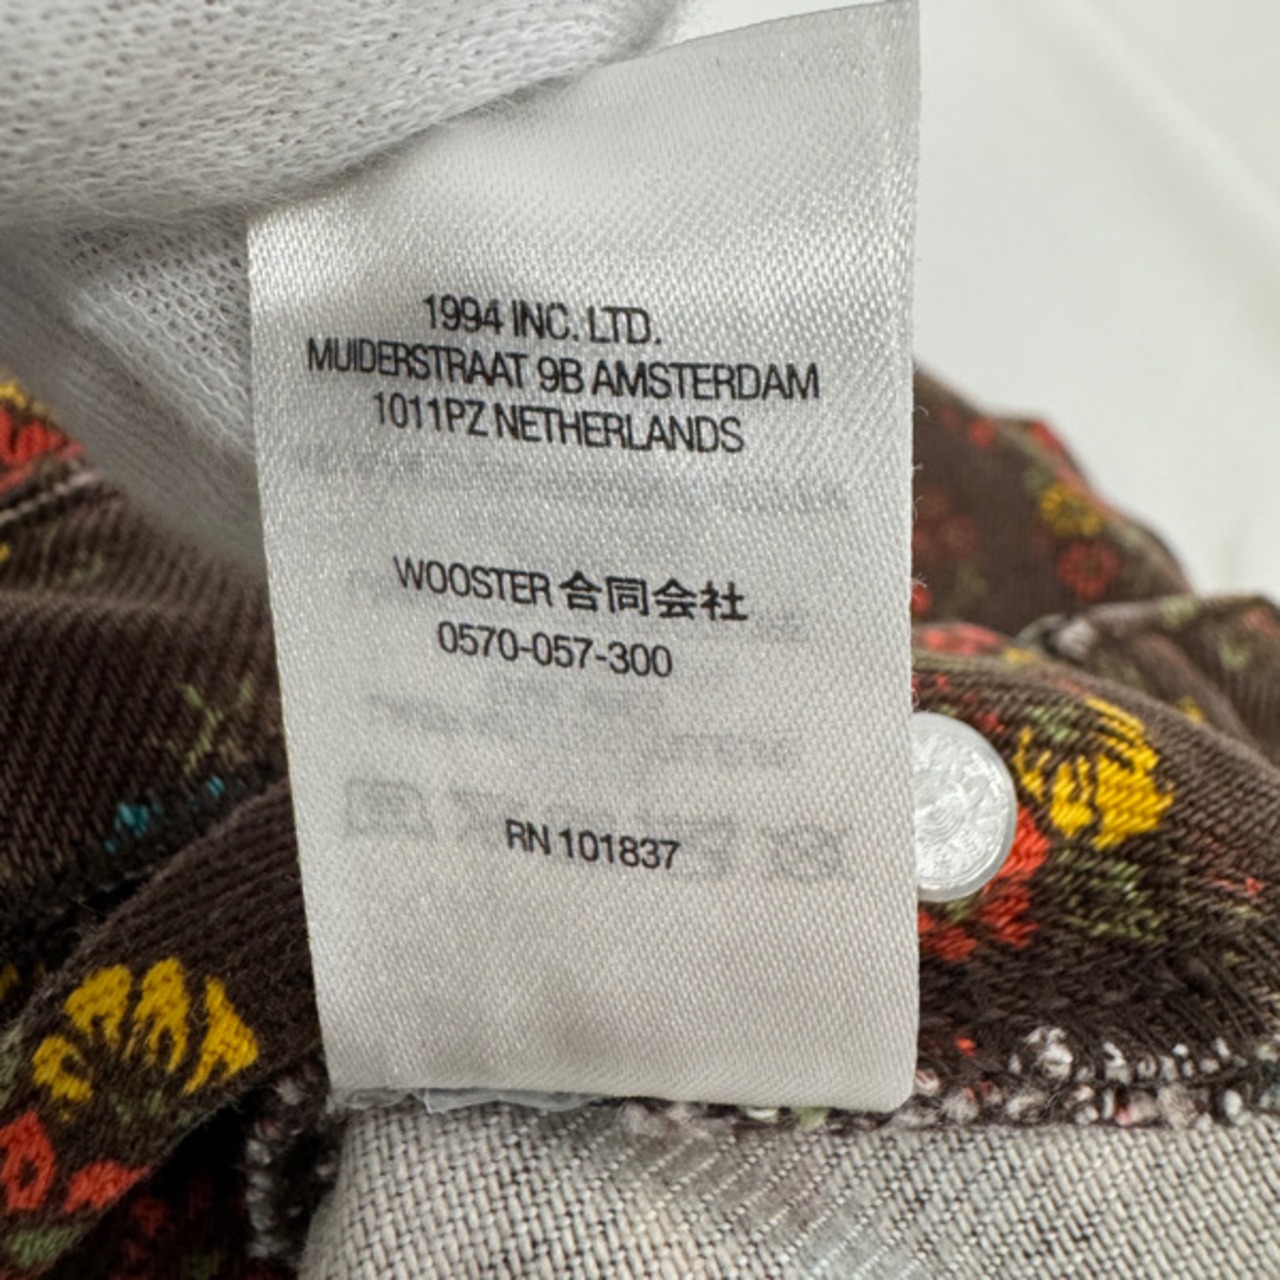 1994 INC. LTD.
MUIDERSTRAAT 9B AMSTERDAM
1011PZ NETHERLANDS
WOOSTER 合同会社
0570-057-300
RN 101837